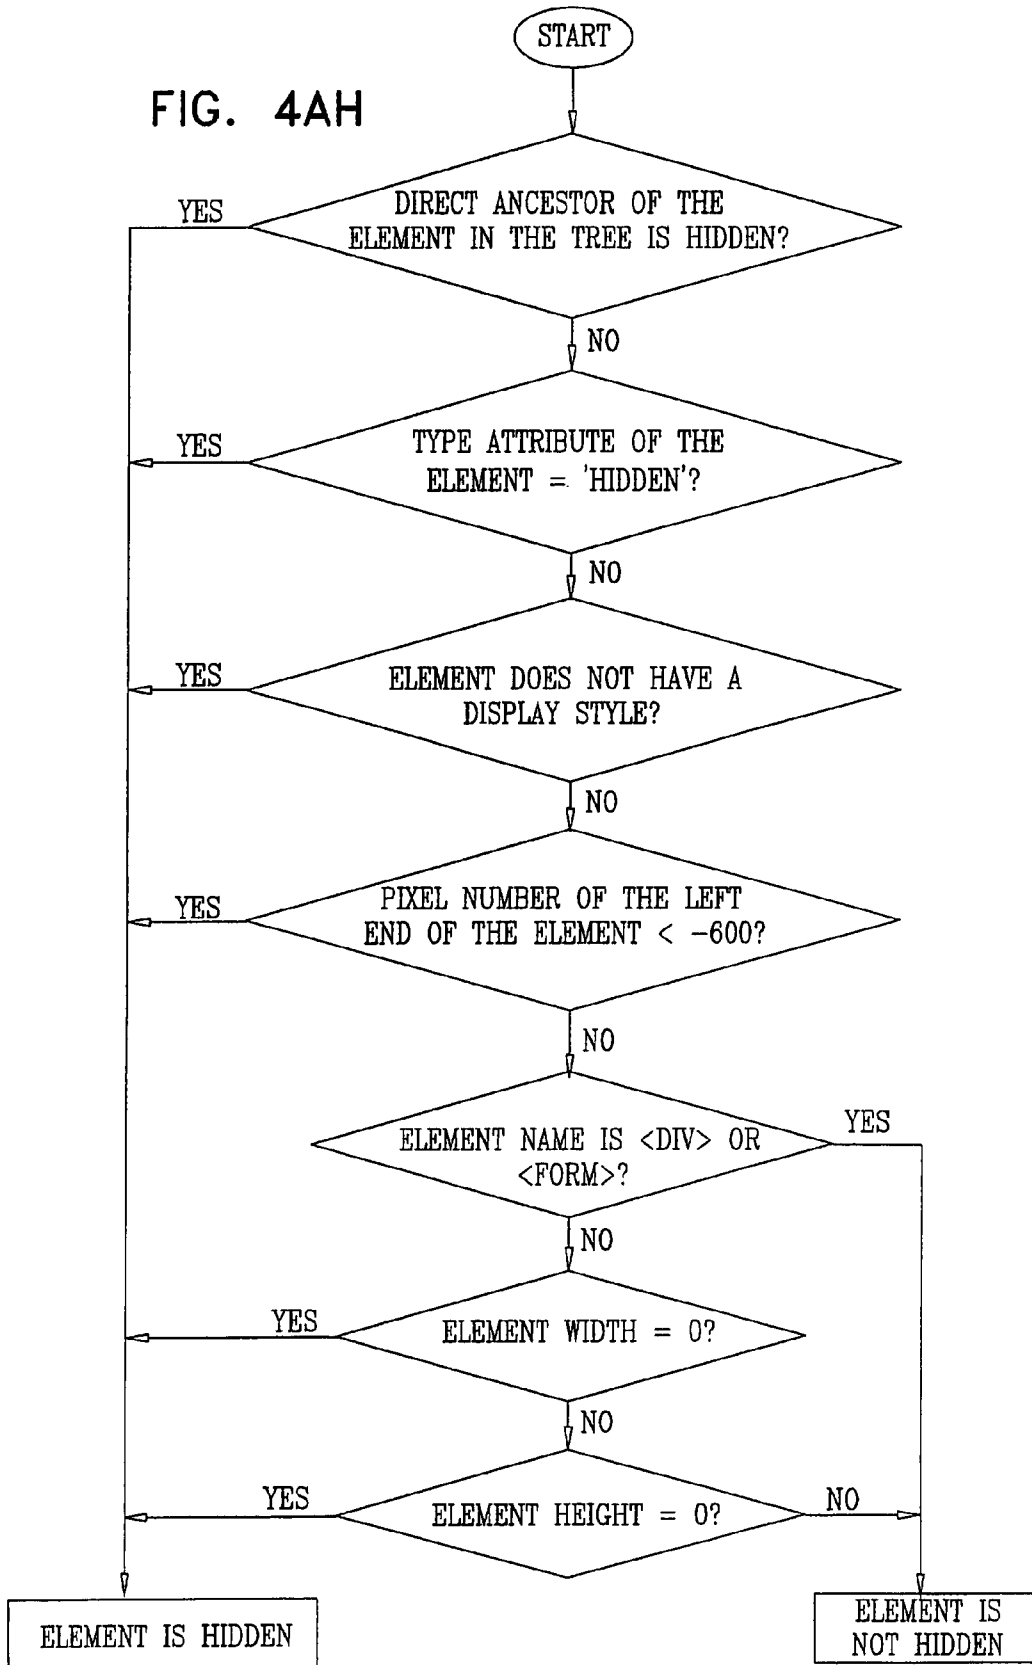 START
FIG. 4AH
DIRECT ANCESTOR OF THE
ELEMENT IN THE TREE IS HIDDEN?
YES
NO
TYPE ATTRIBUTE OF THE
ELEMENT = 'HIDDEN'?
YES
NO
ELEMENT DOES NOT HAVE A
DISPLAY STYLE?
YES
NO
PIXEL NUMBER OF THE LEFT
END OF THE ELEMENT < -600?
YES
NO
ELEMENT NAME IS <DIV> OR
<FORM>?
YES
NO
ELEMENT WIDTH = 0?
YES
NO
ELEMENT HEIGHT = 0?
YES
NO
ELEMENT IS HIDDEN
ELEMENT IS
NOT HIDDEN